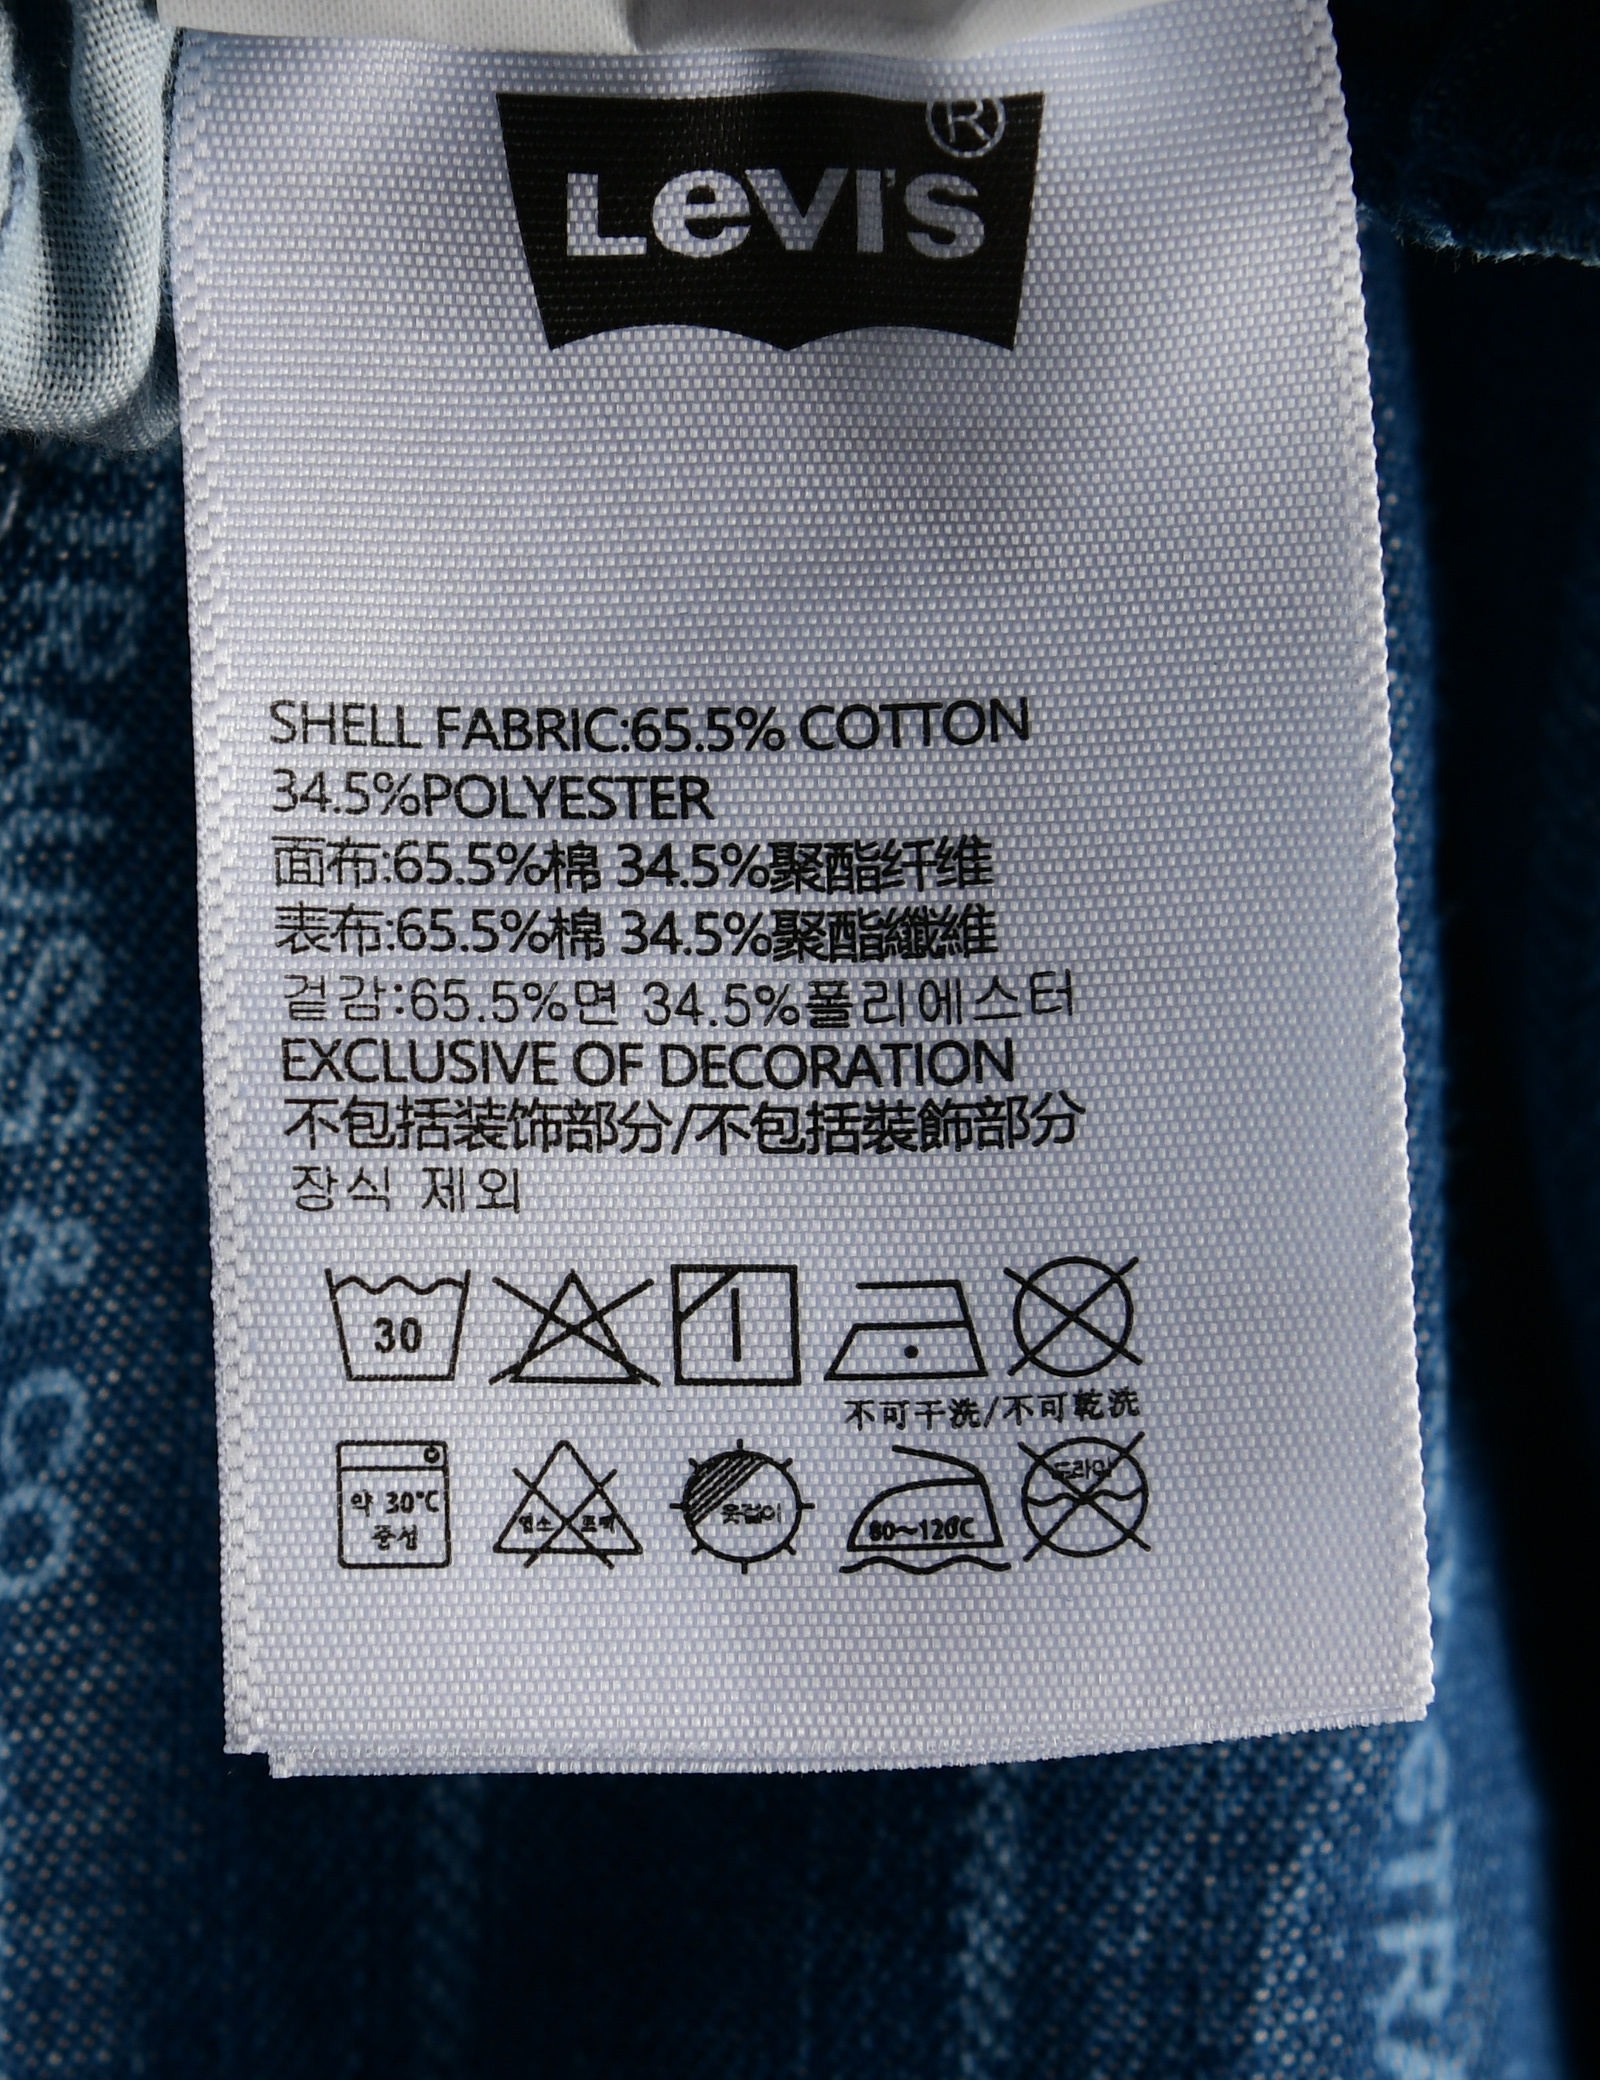 LEVI'S ®
SHELL FABRIC:65.5% COTTON
34.5%POLYESTER
面布:65.5%棉 34.5%聚酯纤维
表布:65.5%棉 34.5%聚酯纖維
겉감:65.5%면 34.5%폴리에스터
EXCLUSIVE OF DECORATION
不包括装饰部分/不包括裝飾部分
장식 제외
30
不可干洗/不可乾洗
약 30°C
중성
염소
표백
옷걸이
80~120℃
드라이
STRAUSS & CO
STRA